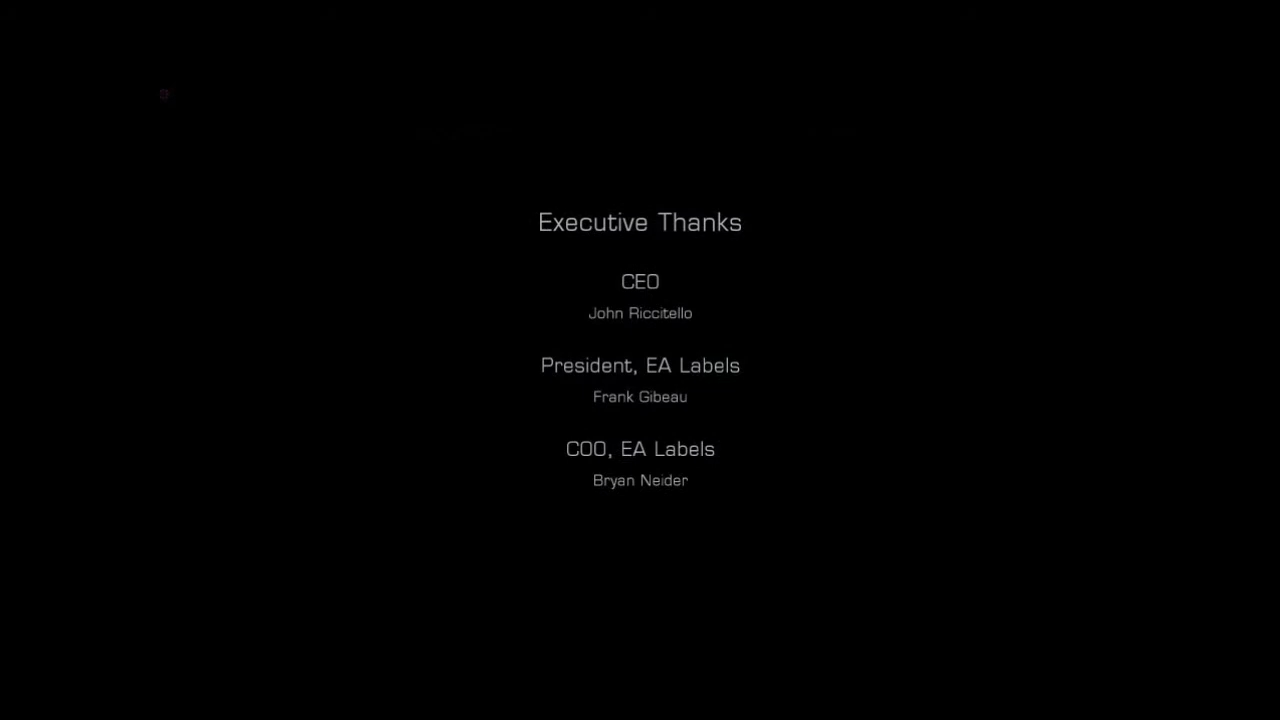 Executive Thanks
CEO
John Riccitello
President, EA Labels
Frank Gibeau
COO, EA Labels
Bryan Neider